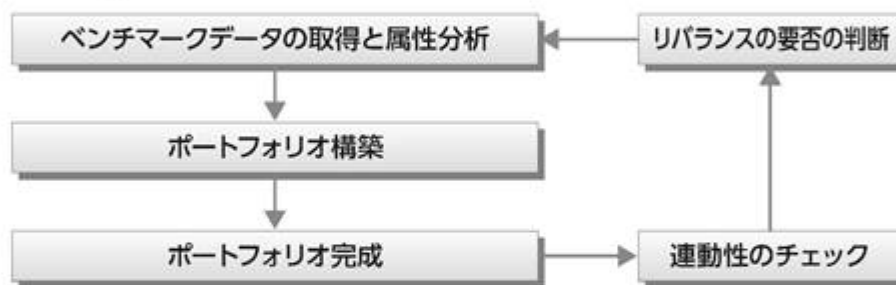 ベンチマークデータの取得と属性分析
リバランスの要否の判断
ポートフォリオ構築
ポートフォリオ完成
連動性のチェック